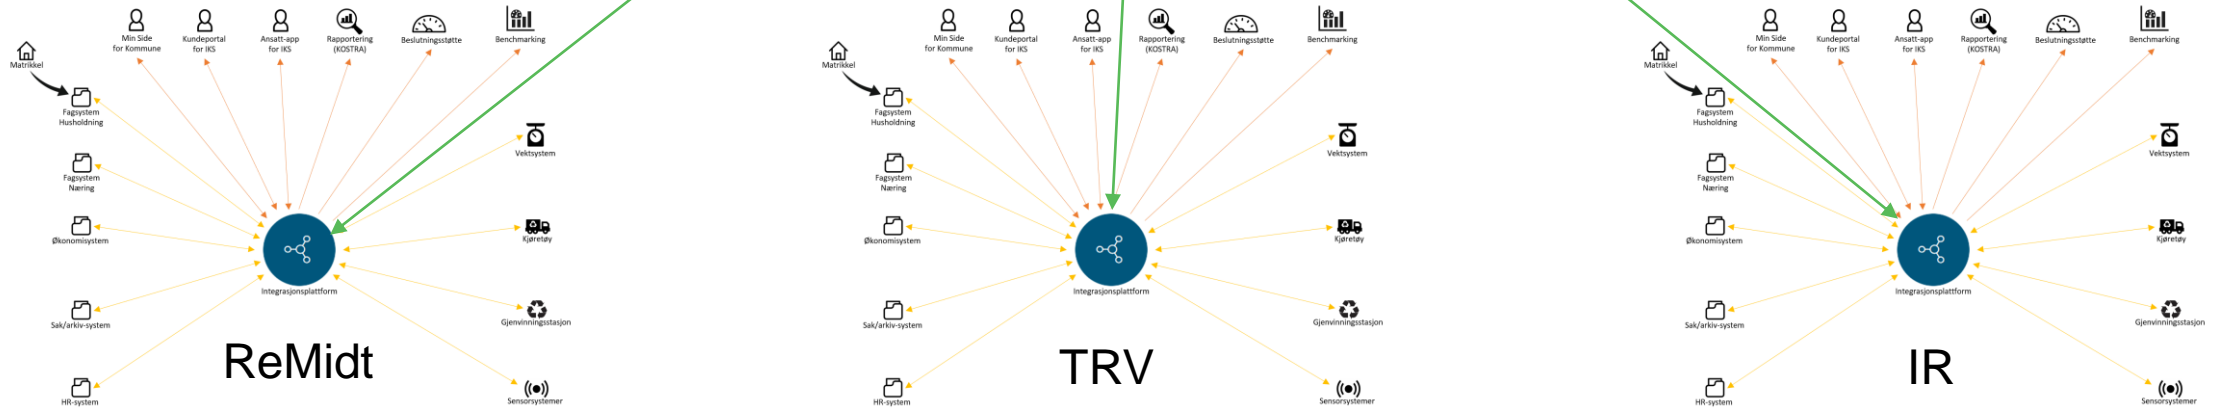 Min Side
for Kommune
Kundeportal
for IKS
Ansatt-app
for IKS
Rapportering
(KOSTRA)
Beslutningsstøtte
Benchmarking
Matrikkel
Fagsystem
Husholdning
Vektsystem
Fagsystem
Næring
Økonomisystem
Kjøretøy
Integrasjonsplattform
Sak/arkiv-system
Gjenvinningsstasjon
ReMidt
HR-system
Sensorsystemer
Min Side
for Kommune
Kundeportal
for IKS
Ansatt-app
for IKS
Rapportering
(KOSTRA)
Beslutningsstøtte
Benchmarking
Matrikkel
Fagsystem
Husholdning
Vektsystem
Fagsystem
Næring
Økonomisystem
Kjøretøy
Integrasjonsplattform
Sak/arkiv-system
Gjenvinningsstasjon
TRV
HR-system
Sensorsystemer
Min Side
for Kommune
Kundeportal
for IKS
Ansatt-app
for IKS
Rapportering
(KOSTRA)
Beslutningsstøtte
Benchmarking
Matrikkel
Fagsystem
Husholdning
Vektsystem
Fagsystem
Næring
Økonomisystem
Kjøretøy
Integrasjonsplattform
Sak/arkiv-system
Gjenvinningsstasjon
IR
HR-system
Sensorsystemer